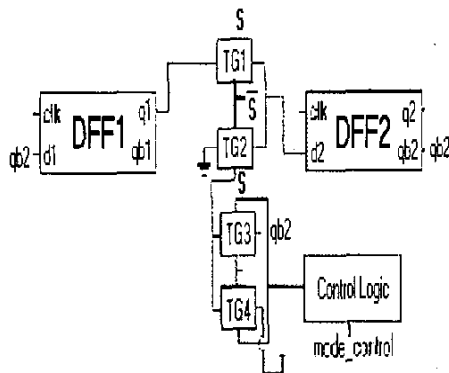 S
TG1
S
clk
q1
DFF1
qb2
d1
qb1
TG2
S
clk
q2
DFF2
d2
qb2
qb2
TG3
qb2
TG4
Control Logic
mode_control